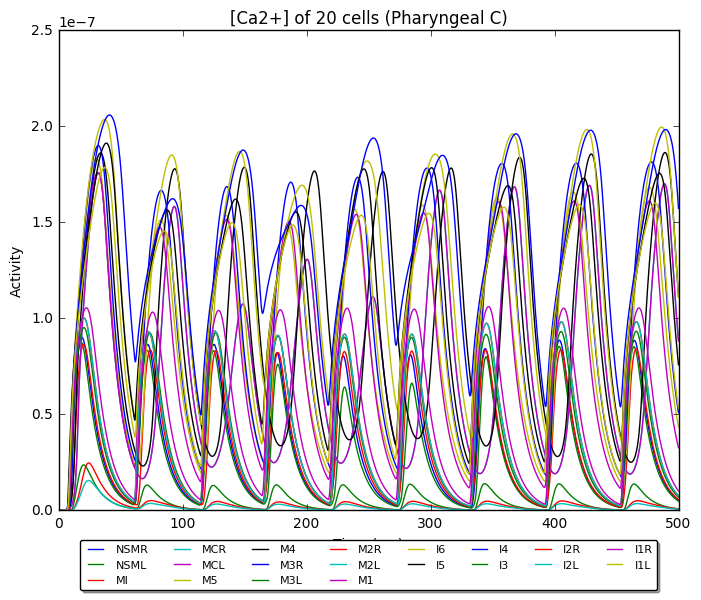 [Ca2+] of 20 cells (Pharyngeal C)
1e−7
2.5
2.0
1.5
1.0
0.5
0.0
Activity
0 100 200 300 400 500
NSMR MCR M4 M2R I6 I4 I2R I1R
NSML MCL M3R M2L I5 I3 I2L I1L
MI M5 M3L M1